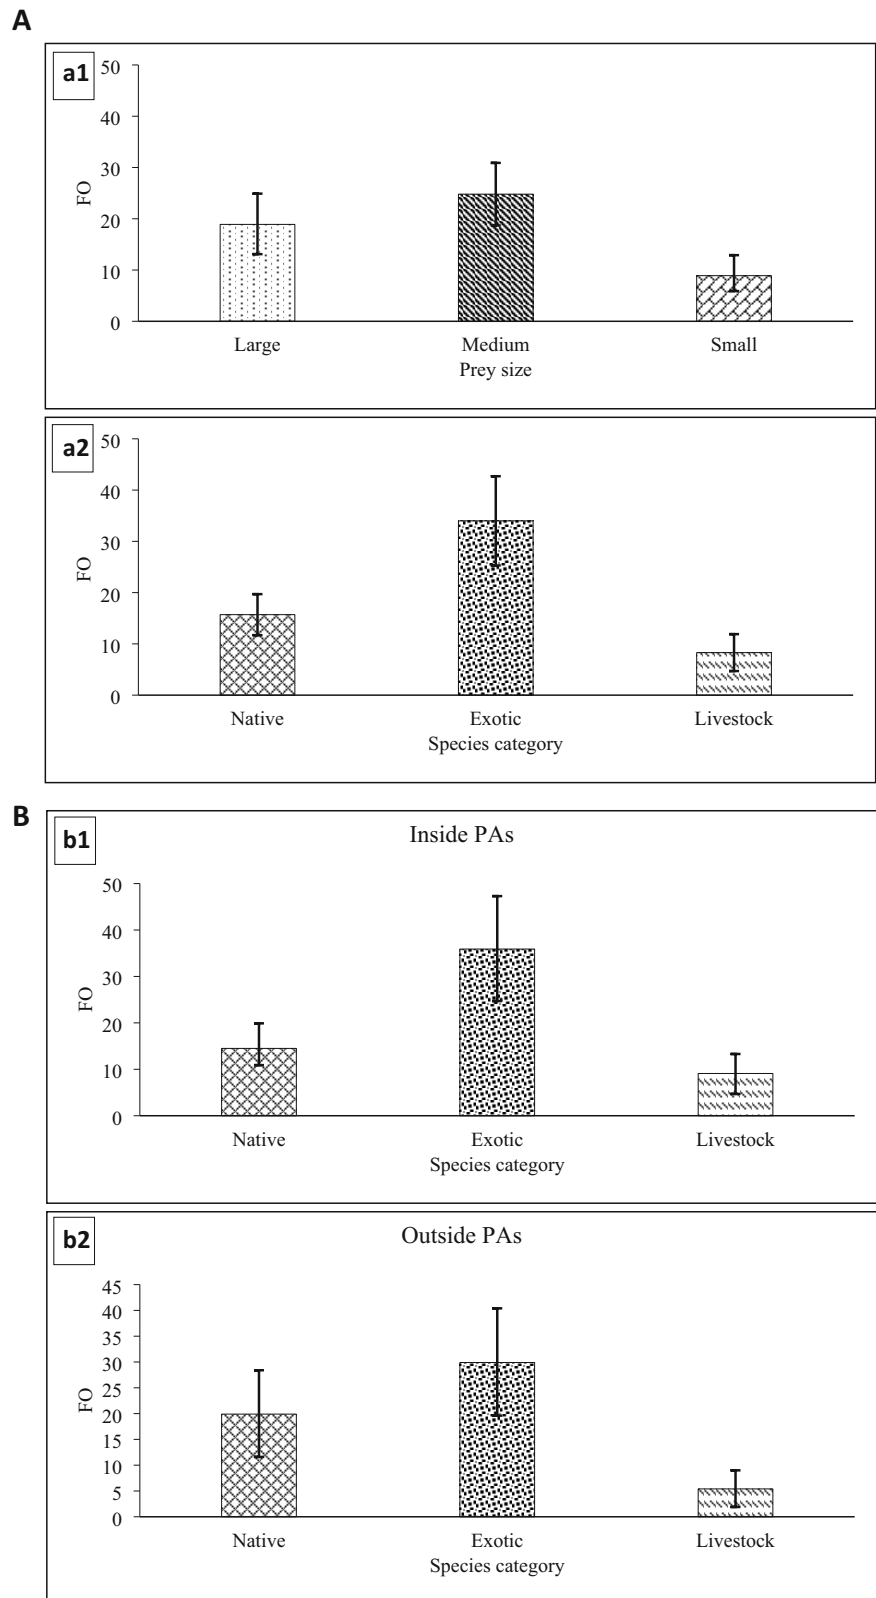 A
a1
50
40
30
20
10
0
FO
Large Medium Small
Prey size
a2
50
40
30
20
10
0
FO
Native Exotic Livestock
Species category
B
b1
Inside PAs
50
40
30
20
10
0
FO
Native Exotic Livestock
Species category
b2
Outside PAs
45
40
35
30
25
20
15
10
5
0
FO
Native Exotic Livestock
Species category